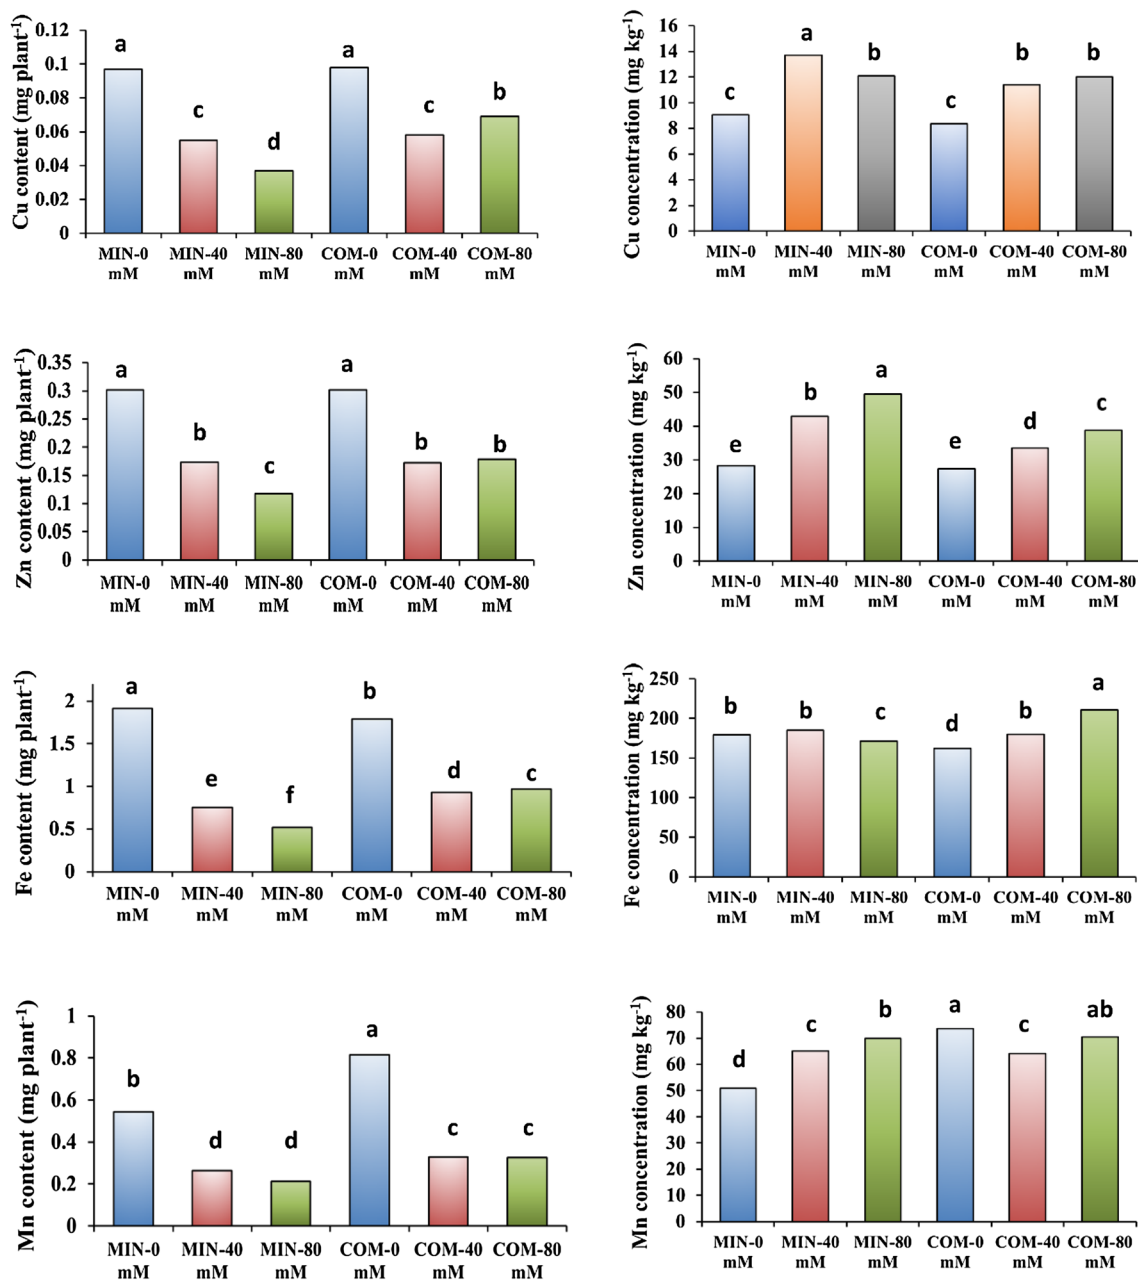 Cu content (mg plant-1)
0.12
0.1
0.08
0.06
0.04
0.02
0
a
c
d
a
c
b
MIN-0 MIN-40 MIN-80 COM-0 COM-40 COM-80
mM mM mM mM mM mM
Cu concentration (mg kg-1)
16
14
12
10
8
6
4
2
0
c
a
b
c
b
b
MIN-0 MIN-40 MIN-80 COM-0 COM-40 COM-80
mM mM mM mM mM mM
Zn content (mg plant-1)
0.35
0.3
0.25
0.2
0.15
0.1
0.05
0
a
b
c
a
b
b
MIN-0 MIN-40 MIN-80 COM-0 COM-40 COM-80
mM mM mM mM mM mM
Zn concentration (mg kg-1)
60
50
40
30
20
10
0
e
b
a
e
d
c
MIN-0 MIN-40 MIN-80 COM-0 COM-40 COM-80
mM mM mM mM mM mM
Fe content (mg plant-1)
2
1.5
1
0.5
0
a
e
f
b
d
c
MIN-0 MIN-40 MIN-80 COM-0 COM-40 COM-80
mM mM mM mM mM mM
Fe concentration (mg kg-1)
250
200
150
100
50
0
b
b
c
d
b
a
MIN-0 MIN-40 MIN-80 COM-0 COM-40 COM-80
mM mM mM mM mM mM
Mn content (mg plant-1)
1
0.8
0.6
0.4
0.2
0
b
d
d
a
c
c
MIN-0 MIN-40 MIN-80 COM-0 COM-40 COM-80
mM mM mM mM mM mM
Mn concentration (mg kg-1)
80
70
60
50
40
30
20
10
0
d
c
b
a
c
ab
MIN-0 MIN-40 MIN-80 COM-0 COM-40 COM-80
mM mM mM mM mM mM